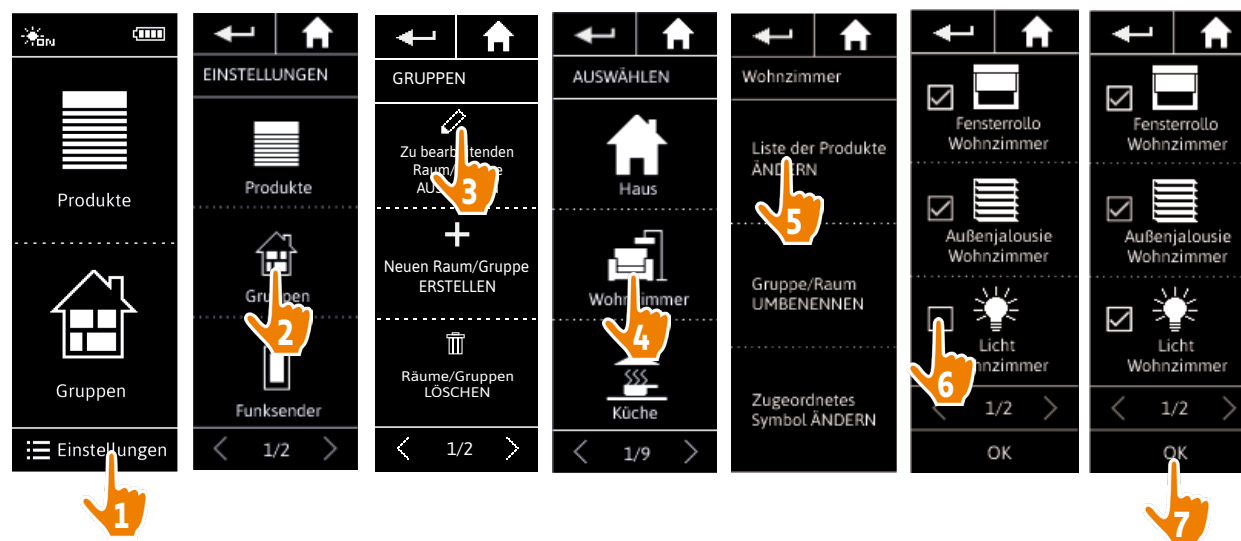 ON
Produkte
Gruppen
Einstellungen
1
EINSTELLUNGEN
Produkte
Gruppen
2
Funksender
1/2
GRUPPEN
Zu bearbeitenden
3
Neuen Raum/Gruppe
ERSTELLEN
Räume/Gruppen
LÖSCHEN
1/2
AUSWÄHLEN
Haus
Wohnzimmer
4
Küche
1/9
Wohnzimmer
Liste der Produkte
ÄNDERN
5
Gruppe/Raum
UMBENENNEN
Zugeordnetes
Symbol ÄNDERN
Fensterrollo
Wohnzimmer
Außenjalousie
Wohnzimmer
Licht
Wohnzimmer
6
1/2
OK
Fensterrollo
Wohnzimmer
Außenjalousie
Wohnzimmer
Licht
Wohnzimmer
1/2
OK
7